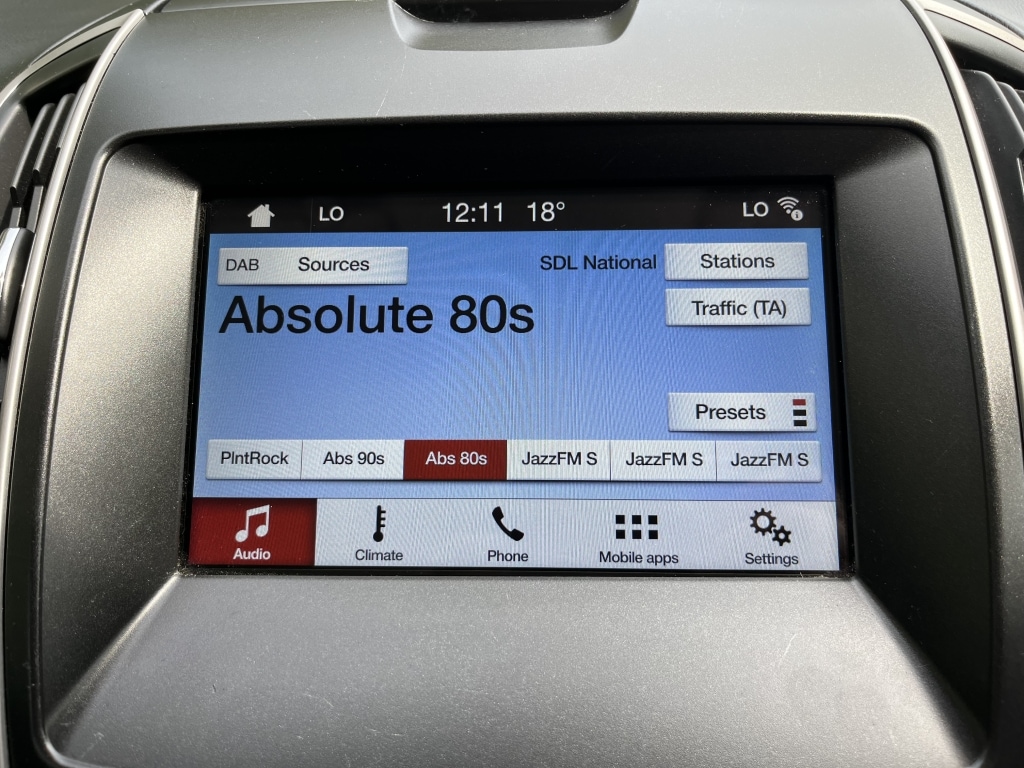 LO 12:11 18° LO
DAB Sources SDL National Stations
Absolute 80s
Traffic (TA)
Presets
PlntRock Abs 90s Abs 80s JazzFM S JazzFM S JazzFM S
Audio Climate Phone Mobile apps Settings